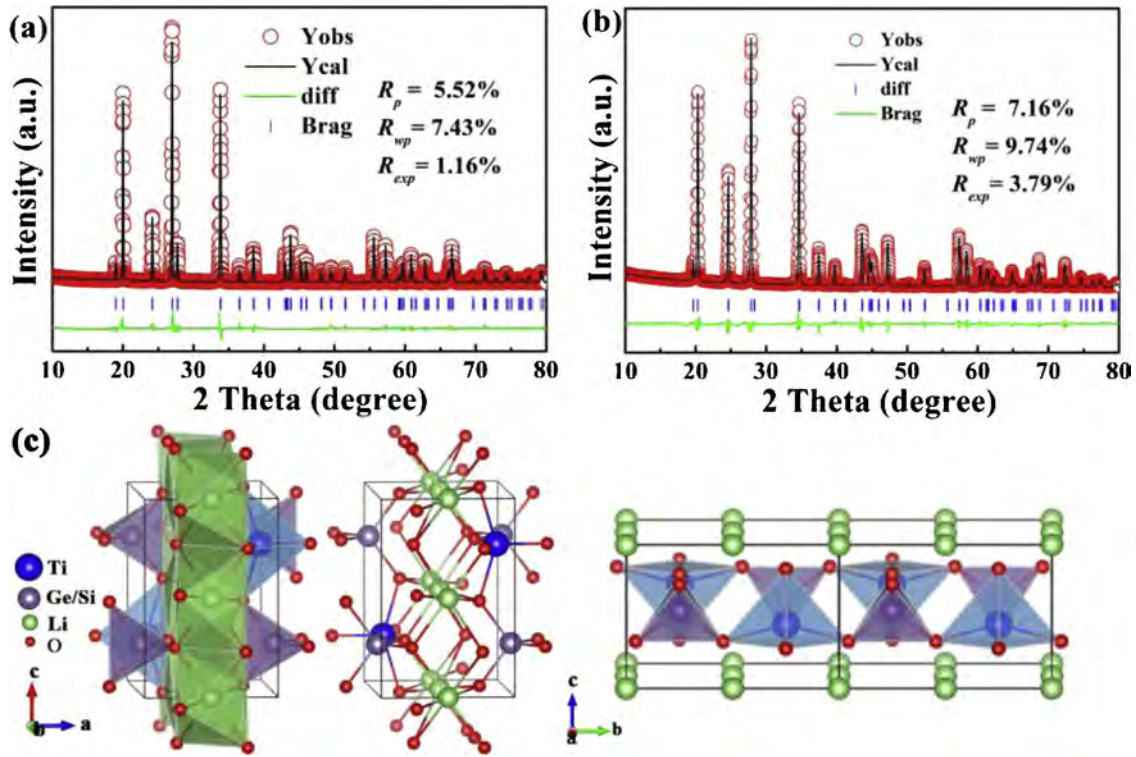 (a)
Yobs
Ycal
diff
Brag
R_p = 5.52%
R_wp = 7.43%
R_exp = 1.16%
Intensity (a.u.)
10 20 30 40 50 60 70 80
2 Theta (degree)
(b)
Yobs
Ycal
diff
Brag
R_p = 7.16%
R_wp = 9.74%
R_exp = 3.79%
Intensity (a.u.)
10 20 30 40 50 60 70 80
2 Theta (degree)
(c)
Ti
Ge/Si
Li
O
c
b a
c
a b